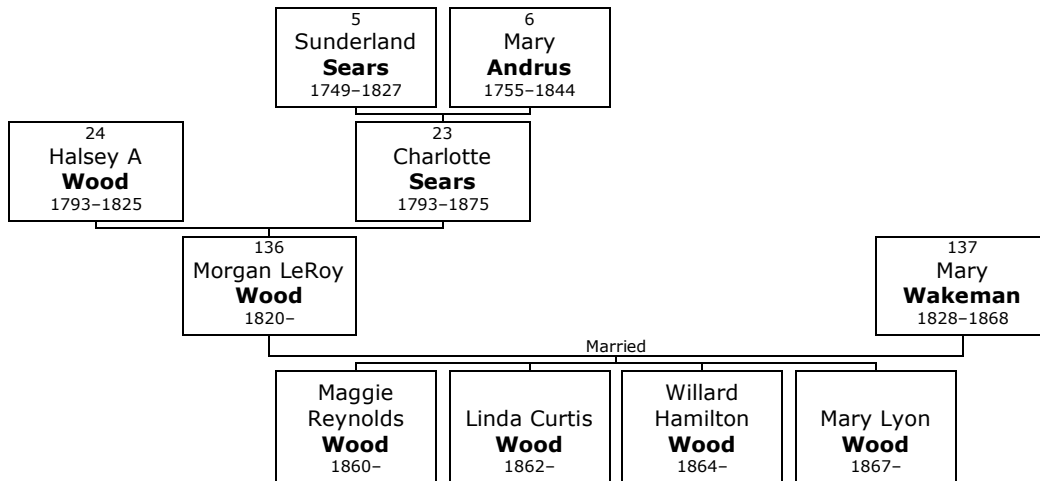 5
Sunderland
Sears
1749–1827
6
Mary
Andrus
1755–1844
24
Halsey A
Wood
1793–1825
23
Charlotte
Sears
1793–1875
136
Morgan LeRoy
Wood
1820–
137
Mary
Wakeman
1828–1868
Married
Maggie
Reynolds
Wood
1860–
Linda Curtis
Wood
1862–
Willard
Hamilton
Wood
1864–
Mary Lyon
Wood
1867–